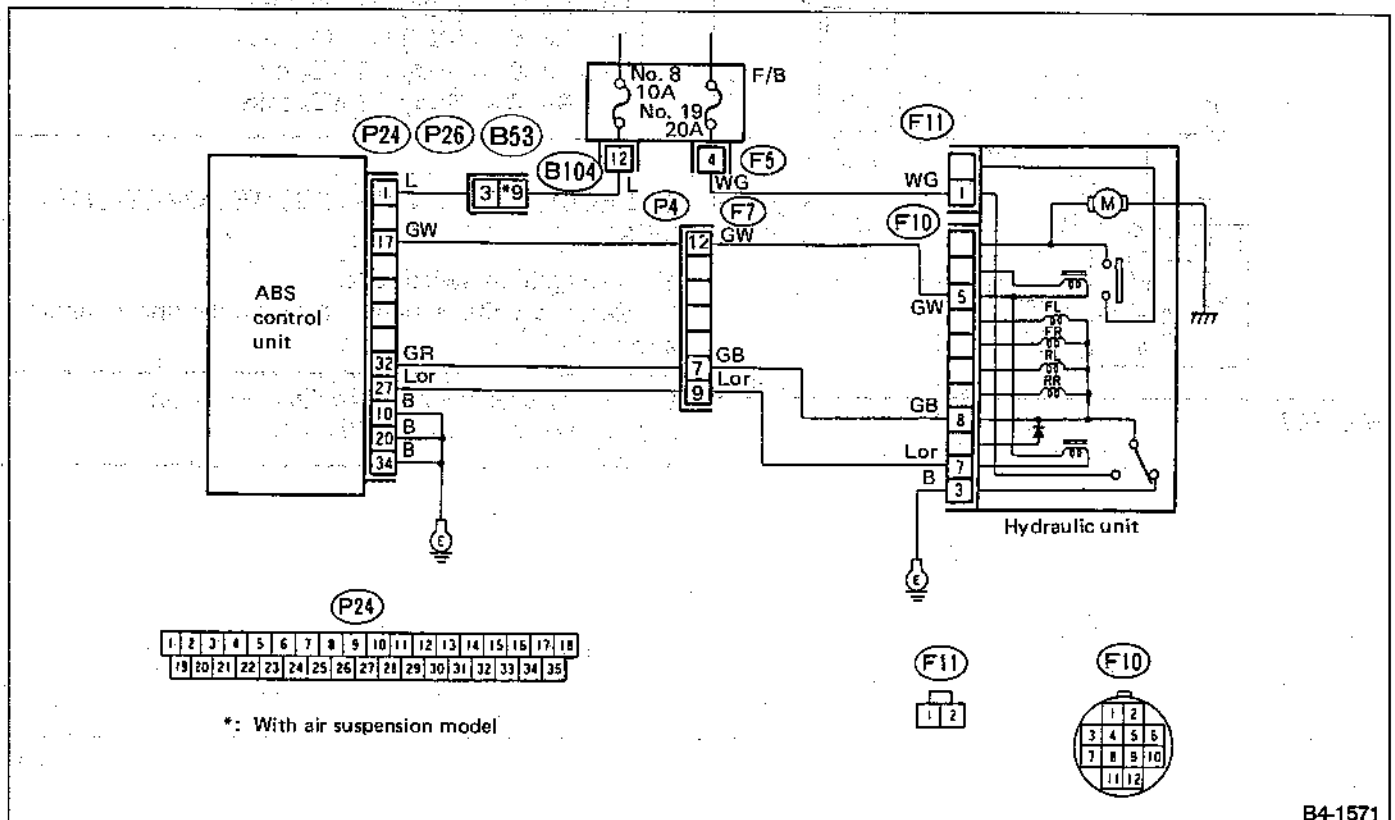 No. 8
10A
No. 19
20A
F/B
P24 P26 B53
B104
12
4
F5
F11
L
3 *9
L
WG
WG
1
1
P4
F7
F10
M
17
GW
12
GW
5
GW
ABS
control
unit
FL
FR
RL
RR
32
GR
7
GB
GB
8
27
Lor
9
Lor
Lor
7
10
B
B
3
20
B
34
B
Hydraulic unit
E
E
P24
1 2 3 4 5 6 7 8 9 10 11 12 13 14 15 16 17 18
19 20 21 22 23 24 25 26 27 28 29 30 31 32 33 34 35
*: With air suspension model
F11
1 2
F10
1 2
3 4 5 6
7 8 9 10
11 12
B4-1571